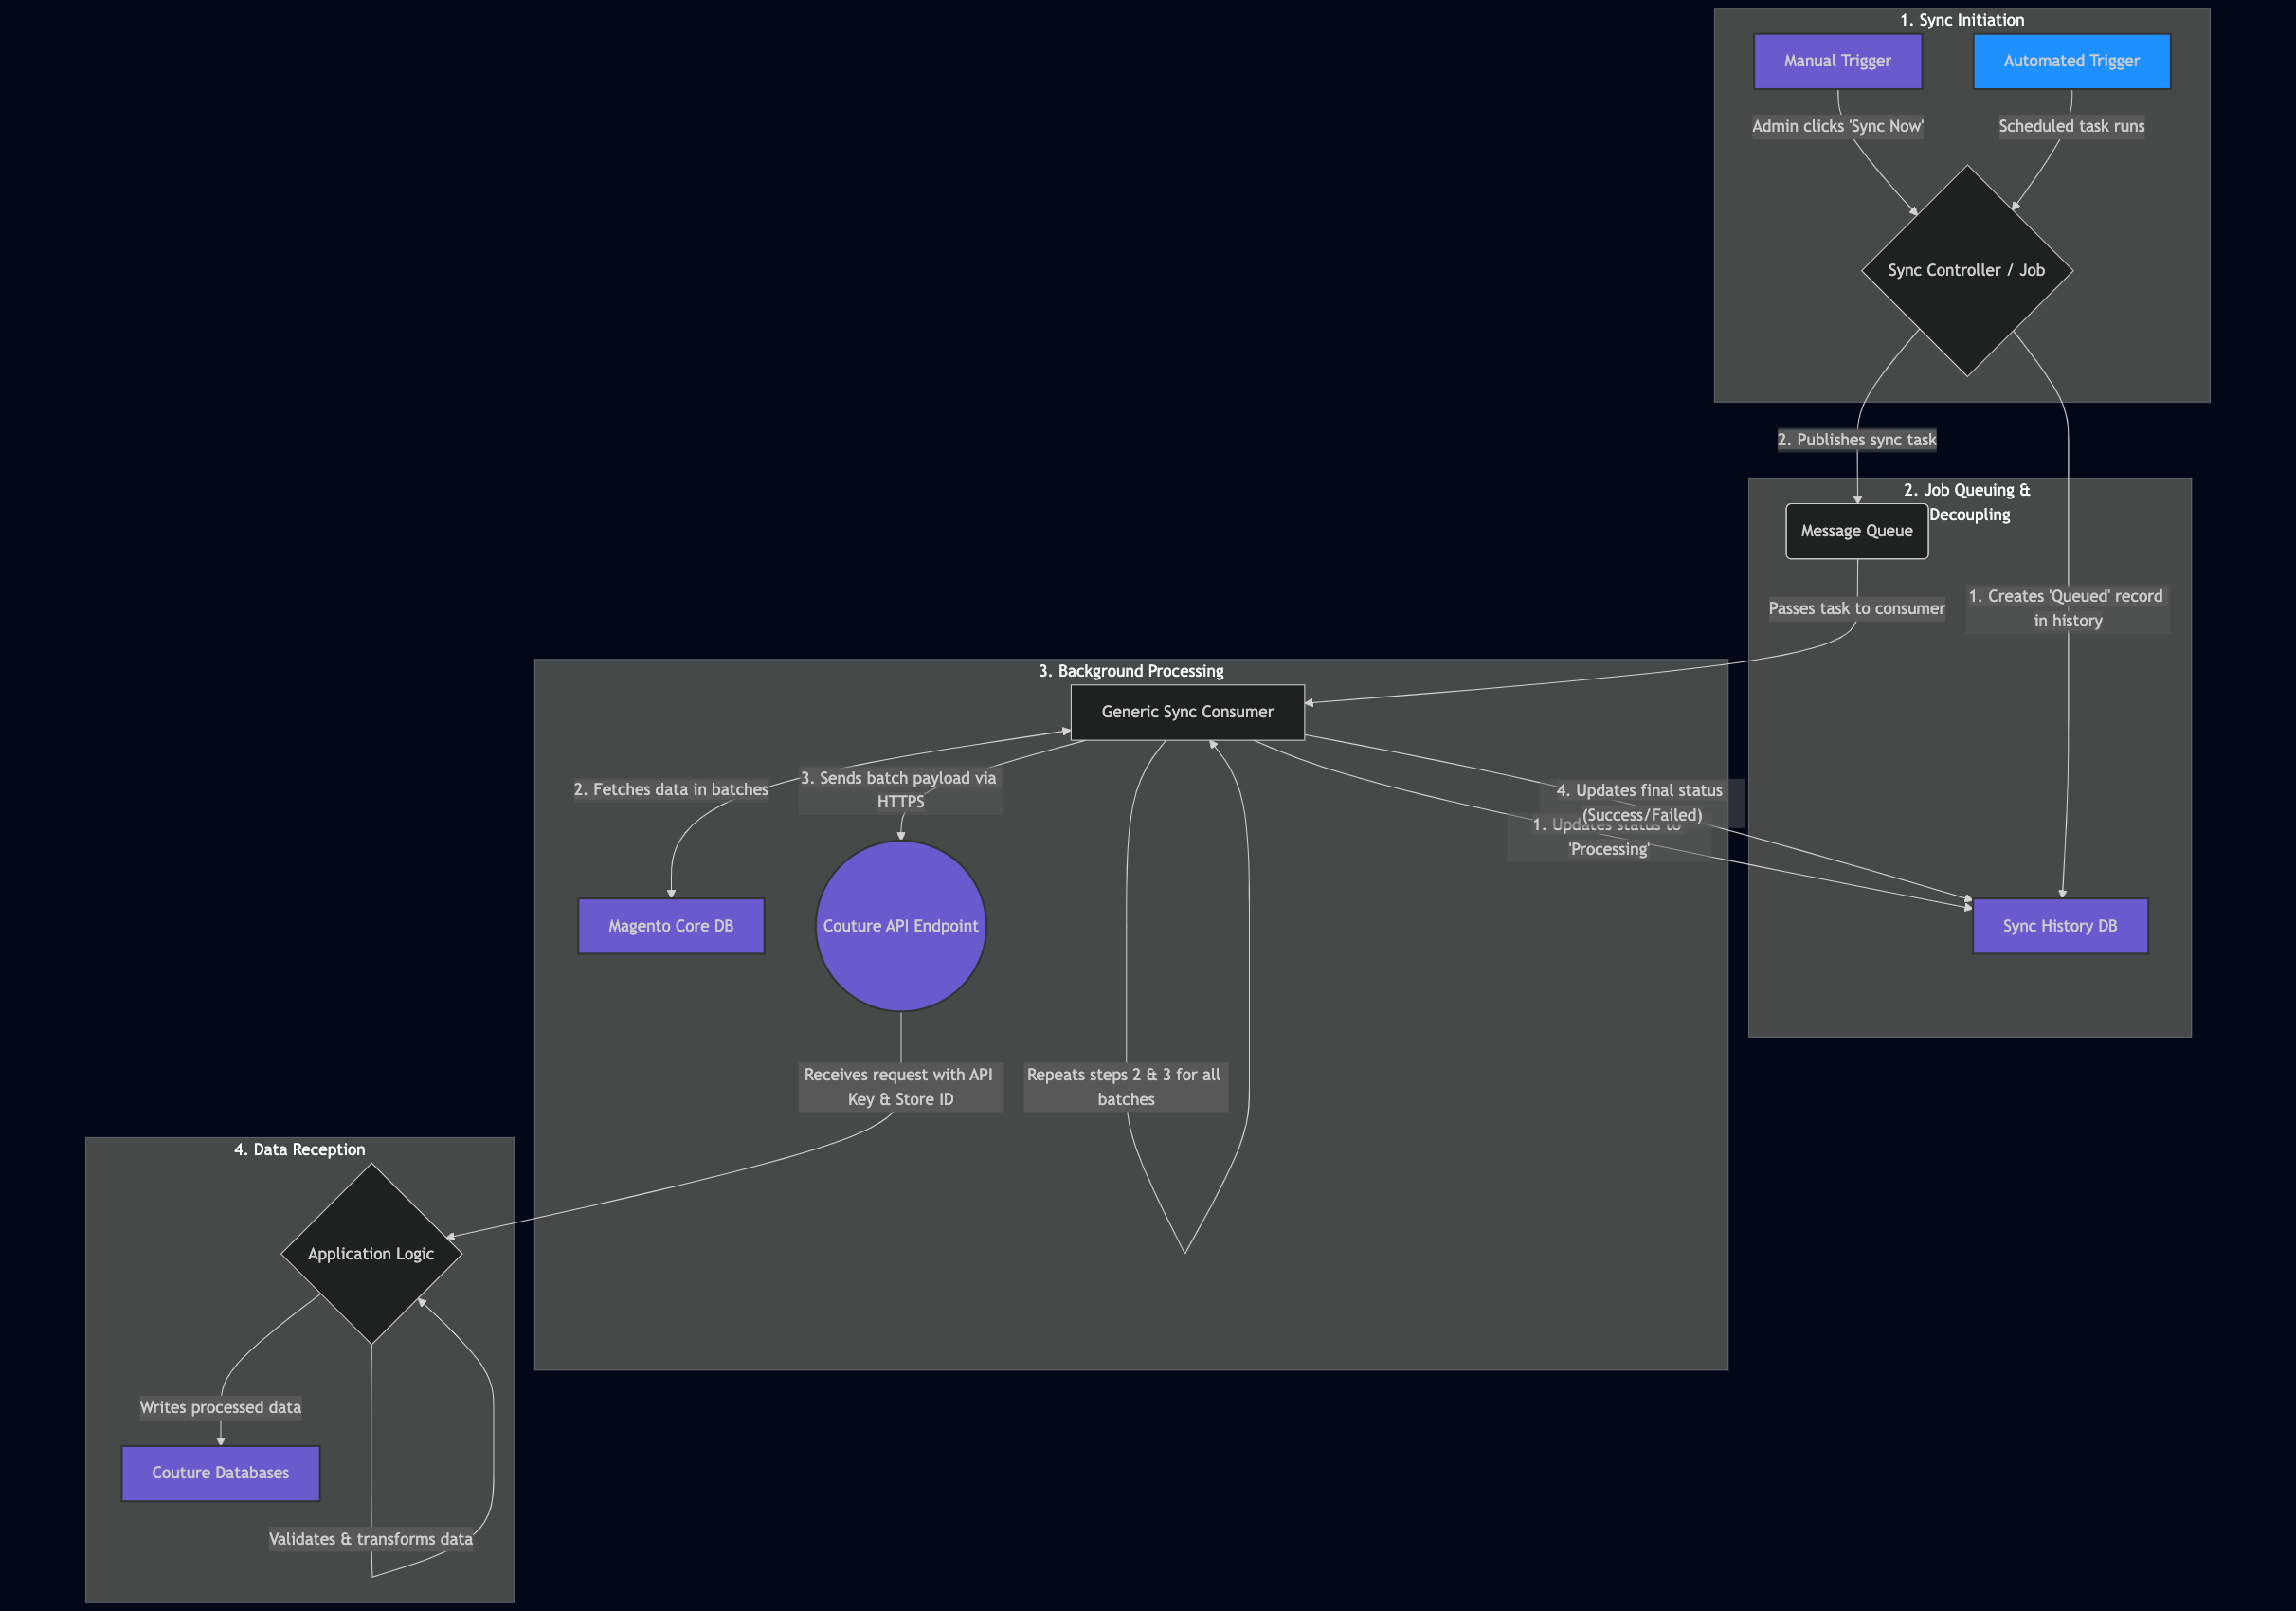 1. Sync Initiation
Manual Trigger
Automated Trigger
Admin clicks 'Sync Now'
Scheduled task runs
Sync Controller / Job
2. Publishes sync task
2. Job Queuing &
Decoupling
Message Queue
Passes task to consumer
1. Creates 'Queued' record
in history
3. Background Processing
Generic Sync Consumer
2. Fetches data in batches
3. Sends batch payload via
HTTPS
4. Updates final status
(Success/Failed)
1. Updates status to
'Processing'
Magento Core DB
Couture API Endpoint
Sync History DB
Receives request with API
Key & Store ID
Repeats steps 2 & 3 for all
batches
4. Data Reception
Application Logic
Writes processed data
Couture Databases
Validates & transforms data